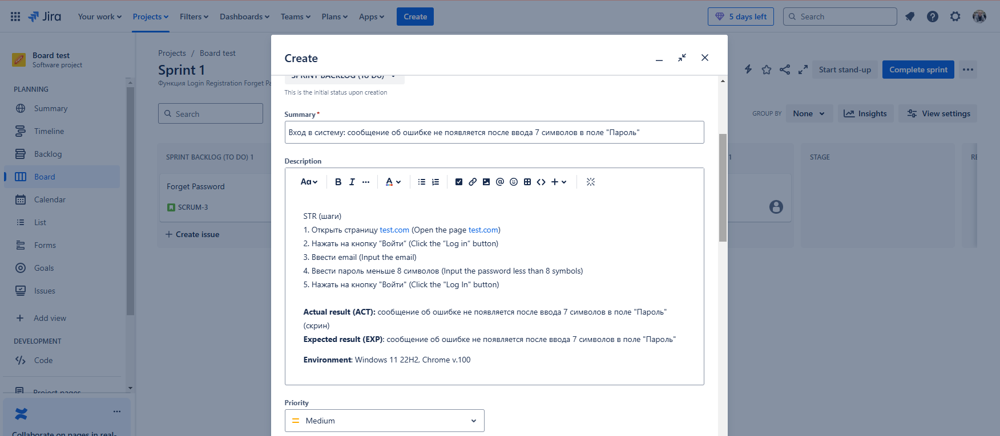 Jira
Your work
Projects
Filters
Dashboards
Teams
Plans
Apps
Create
5 days left
Search
Board test
Software project
PLANNING
Summary
Timeline
Backlog
Board
Calendar
List
Forms
Goals
Issues
Add view
DEVELOPMENT
Code
Project pages
Collaborate on pages in real-
Projects / Board test
Sprint 1
Функция Login Registration Forget Pa
Search
SPRINT BACKLOG (TO DO) 1
Forget Password
SCRUM-3
+ Create issue
Create
SPRINT BACKLOG (TO DO)
This is the initial status upon creation
Summary*
Вход в систему: сообщение об ошибке не появляется после ввода 7 символов в поле "Пароль"
Description
Aa
B I ... A
STR (шаги)
1. Открыть страницу test.com (Open the page test.com)
2. Нажать на кнопку “Войти” (Click the “Log in” button)
3. Ввести email (Input the email)
4. Ввести пароль меньше 8 символов (Input the password less than 8 symbols)
5. Нажать на кнопку "Войти" (Click the "Log In" button)
Actual result (ACT): сообщение об ошибке не появляется после ввода 7 символов в поле "Пароль"
(скрин)
Expected result (EXP): сообщение об ошибке не появляется после ввода 7 символов в поле "Пароль"
Environment: Windows 11 22H2, Chrome v.100
Priority
Medium
Start stand-up
Complete sprint
GROUP BY
None
Insights
View settings
1
STAGE
RE